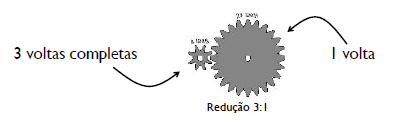 3 voltas completas
1 volta
Redução 3:1